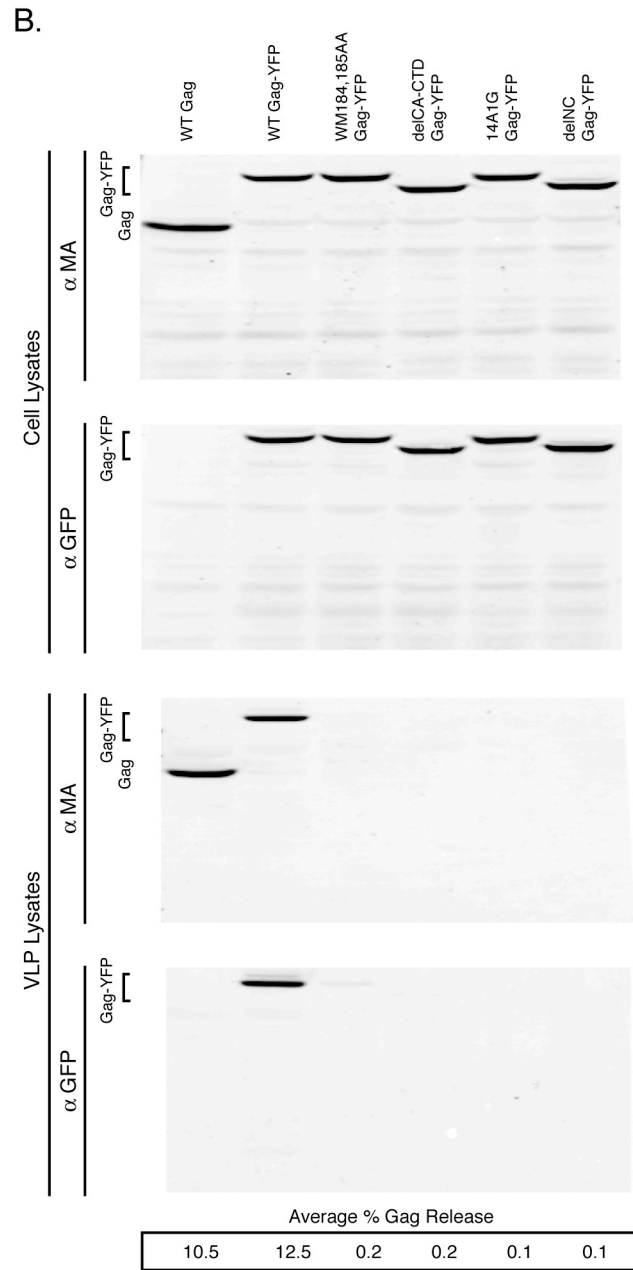 B.
WT Gag
WT Gag-YFP
WM184,185AA
Gag-YFP
delCA-CTD
Gag-YFP
14A1G
Gag-YFP
delNC
Gag-YFP
Cell Lysates
α MA
Gag-YFP
Gag
α GFP
Gag-YFP
VLP Lysates
α MA
Gag-YFP
Gag
α GFP
Gag-YFP
Average % Gag Release
10.5 12.5 0.2 0.2 0.1 0.1